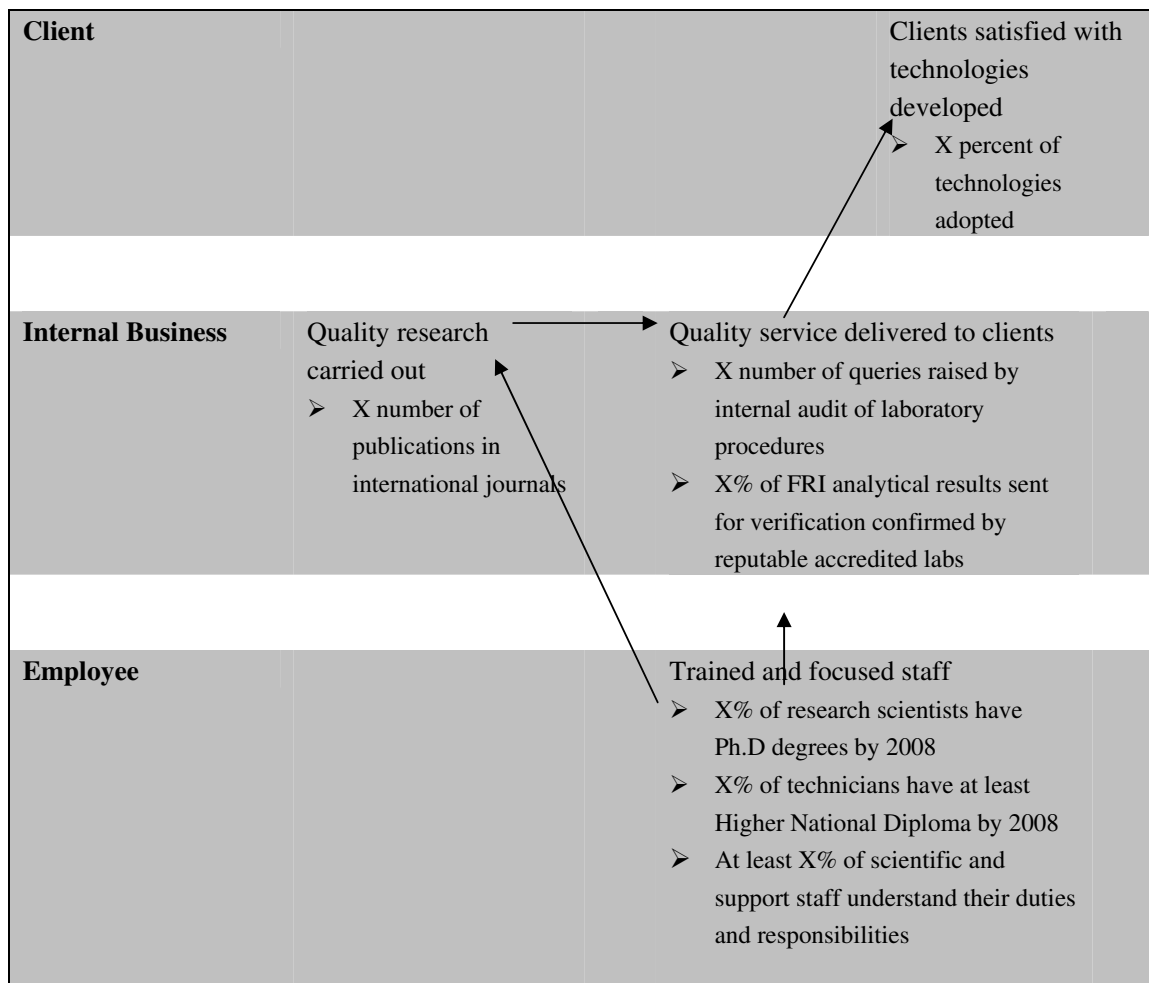 Client
Clients satisfied with
technologies
developed
➢ X percent of
technologies
adopted
Internal Business
Quality research
carried out
➢ X number of
publications in
international journals
Quality service delivered to clients
➢ X number of queries raised by
internal audit of laboratory
procedures
➢ X% of FRI analytical results sent
for verification confirmed by
reputable accredited labs
Employee
Trained and focused staff
➢ X% of research scientists have
Ph.D degrees by 2008
➢ X% of technicians have at least
Higher National Diploma by 2008
➢ At least X% of scientific and
support staff understand their duties
and responsibilities